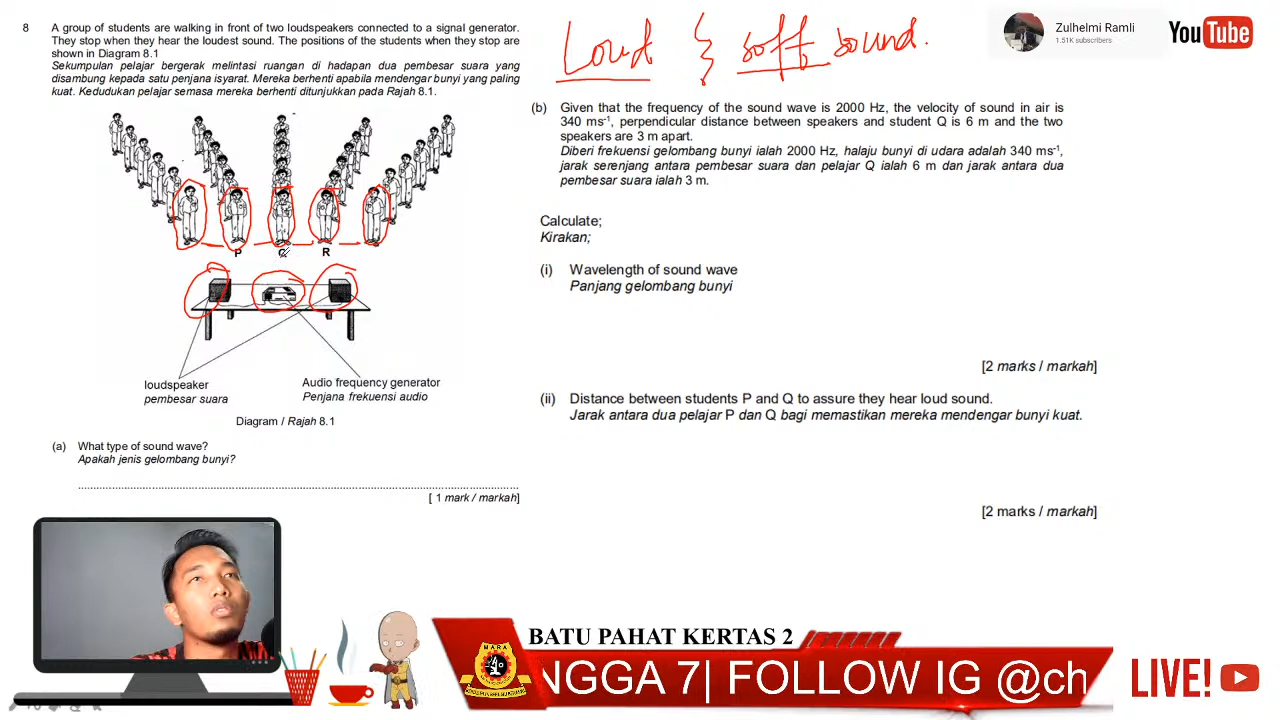 8 A group of students are walking in front of two loudspeakers connected to a signal generator.
They stop when they hear the loudest sound. The positions of the students when they stop are
shown in Diagram 8.1
Sekumpulan pelajar bergerak melintasi ruangan di hadapan dua pembesar suara yang
disambung kepada satu penjana isyarat. Mereka berhenti apabila mendengar bunyi yang paling
kuat. Kedudukan pelajar semasa mereka berhenti ditunjukkan pada Rajah 8.1.
P Q R
loudspeaker
pembesar suara
Audio frequency generator
Penjana frekuensi audio
Diagram / Rajah 8.1
(a) What type of sound wave?
Apakah jenis gelombang bunyi?
[ 1 mark / markah]
Loud & soft sound.
Zulhelmi Ramli
1.51K subscribers
YouTube
(b) Given that the frequency of the sound wave is 2000 Hz, the velocity of sound in air is
340 ms⁻¹, perpendicular distance between speakers and student Q is 6 m and the two
speakers are 3 m apart.
Diberi frekuensi gelombang bunyi ialah 2000 Hz, halaju bunyi di udara adalah 340 ms⁻¹,
jarak serenjang antara pembesar suara dan pelajar Q ialah 6 m dan jarak antara dua
pembesar suara ialah 3 m.
Calculate;
Kirakan;
(i) Wavelength of sound wave
Panjang gelombang bunyi
[2 marks / markah]
(ii) Distance between students P and Q to assure they hear loud sound.
Jarak antara dua pelajar P dan Q bagi memastikan mereka mendengar bunyi kuat.
[2 marks / markah]
BATU PAHAT KERTAS 2
MARA
NGGA 7| FOLLOW IG @ch
LIVE!